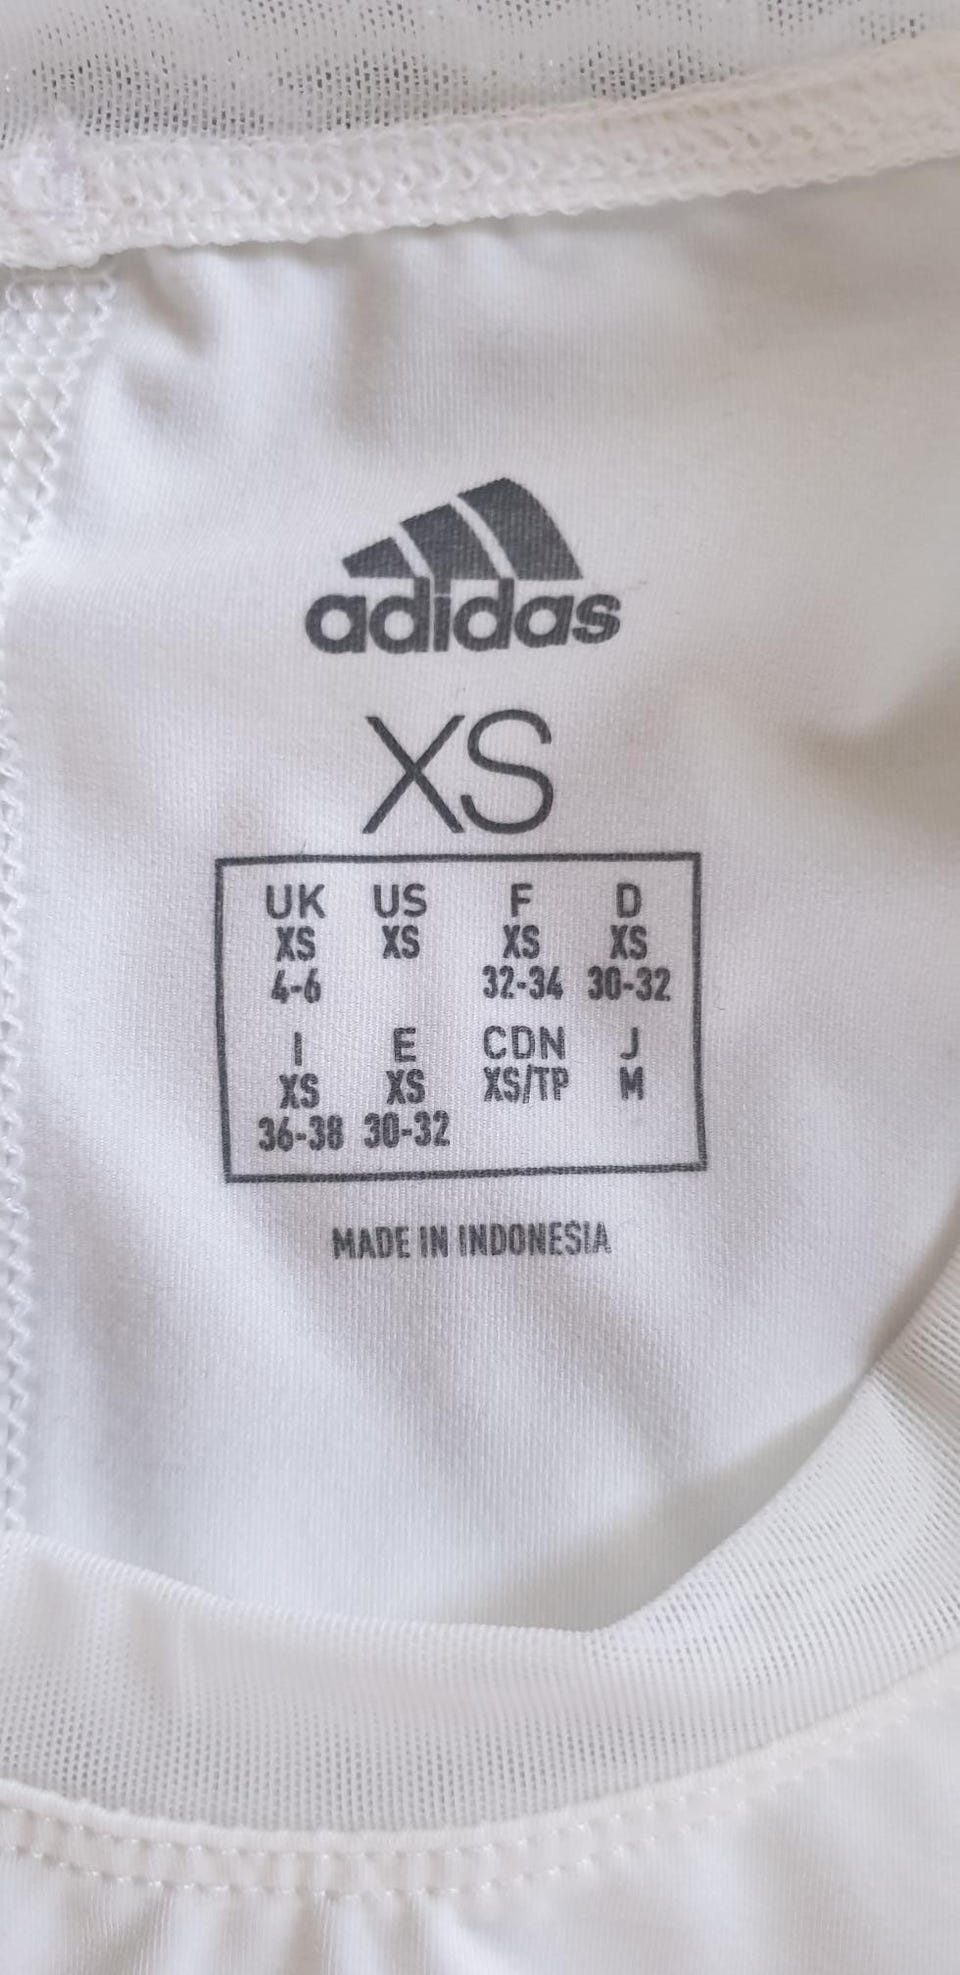 adidas
XS
UK US F D
XS XS XS XS
4-6 32-34 30-32
I E CDN J
XS XS XS/TP M
36-38 30-32
MADE IN INDONESIA